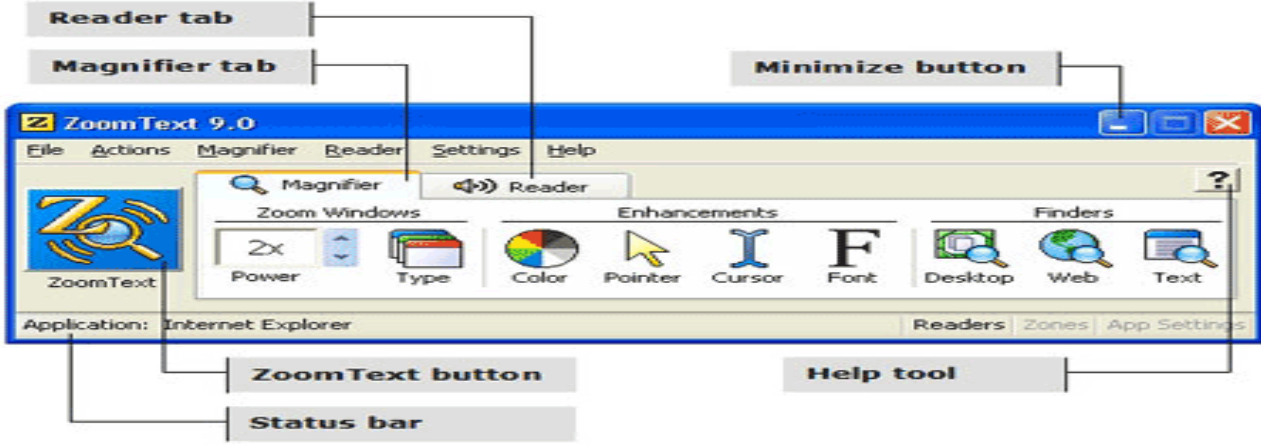 Reader tab
Magnifier tab
Minimize button
Z ZoomText 9.0
File Actions Magnifier Reader Settings Help
Magnifier Reader ?
Zoom Windows Enhancements Finders
2x
Power Type Color Pointer Cursor Font Desktop Web Text
ZoomText
Application: Internet Explorer Readers Zones App Settings
ZoomText button Help tool
Status bar